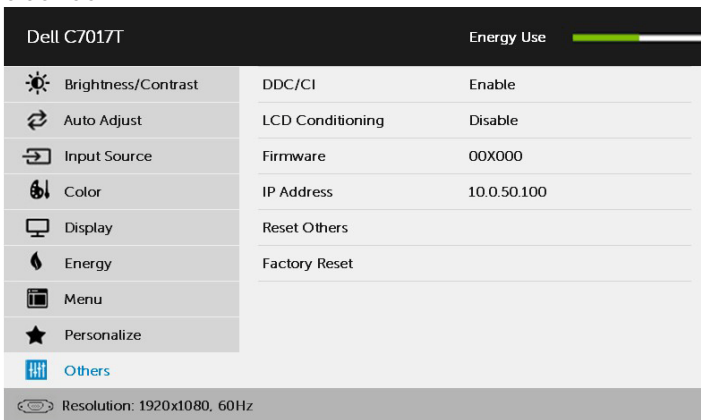 Dell C7017T Energy Use
Brightness/Contrast DDC/CI Enable
Auto Adjust LCD Conditioning Disable
Input Source Firmware 00X000
Color IP Address 10.0.50.100
Display Reset Others
Energy Factory Reset
Menu
Personalize
Others
Resolution: 1920x1080, 60Hz